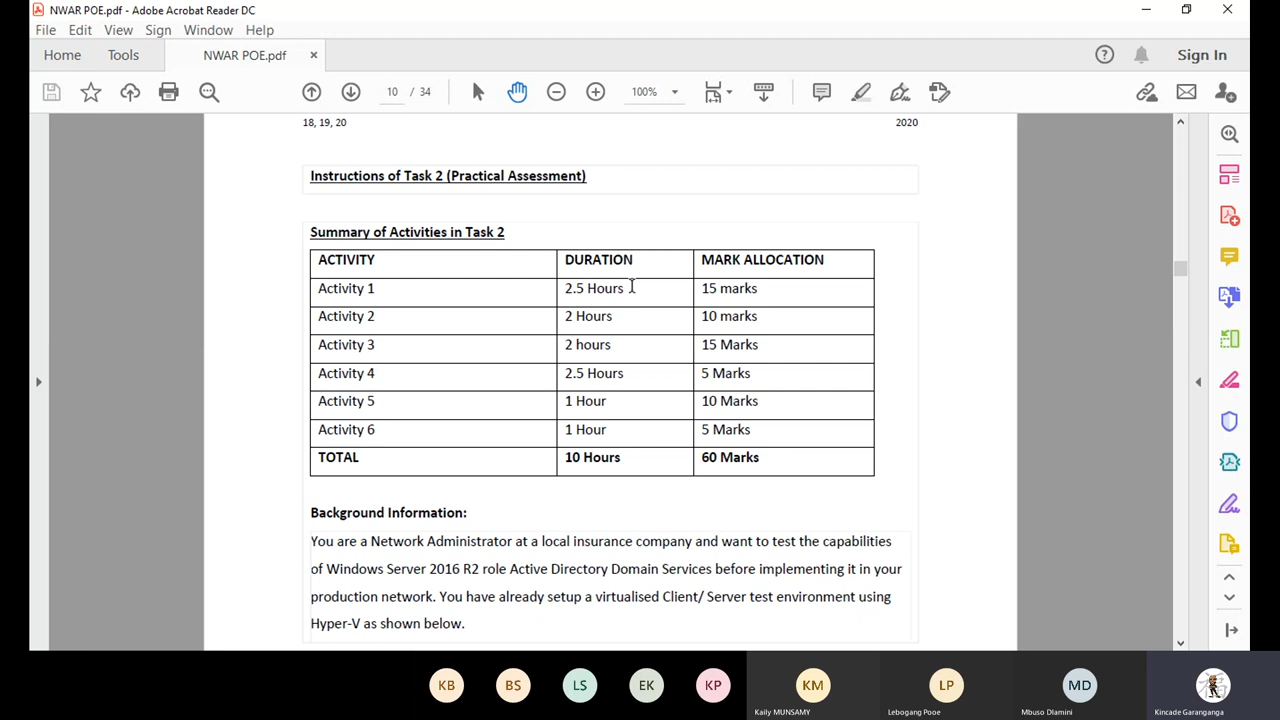 NWAR POE.pdf - Adobe Acrobat Reader DC
File Edit View Sign Window Help
Home Tools NWAR POE.pdf × Sign In
10 / 34 100%
18, 19, 20 2020
Instructions of Task 2 (Practical Assessment)
Summary of Activities in Task 2
ACTIVITY DURATION MARK ALLOCATION
Activity 1 2.5 Hours 15 marks
Activity 2 2 Hours 10 marks
Activity 3 2 hours 15 Marks
Activity 4 2.5 Hours 5 Marks
Activity 5 1 Hour 10 Marks
Activity 6 1 Hour 5 Marks
TOTAL 10 Hours 60 Marks
Background Information:
You are a Network Administrator at a local insurance company and want to test the capabilities
of Windows Server 2016 R2 role Active Directory Domain Services before implementing it in your
production network. You have already setup a virtualised Client/ Server test environment using
Hyper-V as shown below.
KB BS LS EK KP KM LP MD
Kaily MUNSAMY Lebogang Pooe Mbuso Dlamini Kincade Garanganga